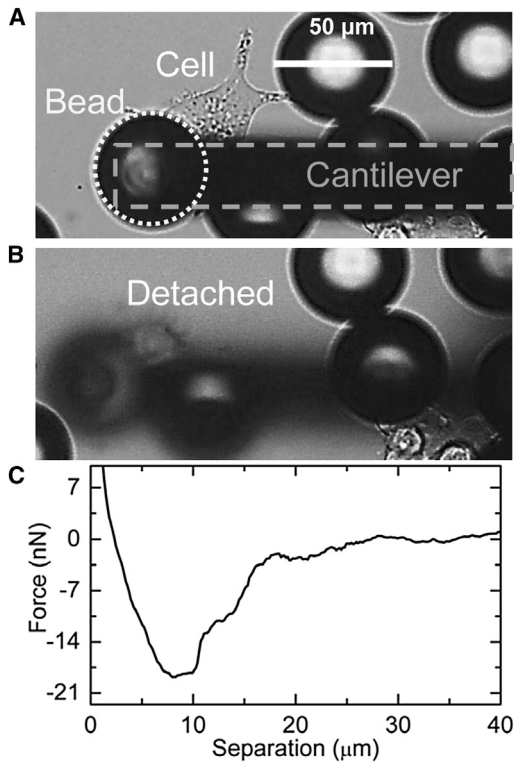 A
50 µm
Cell
Bead
Cantilever
B
Detached
C
Force (nN)
7
0
-7
-14
-21
0 10 20 30 40
Separation (µm)